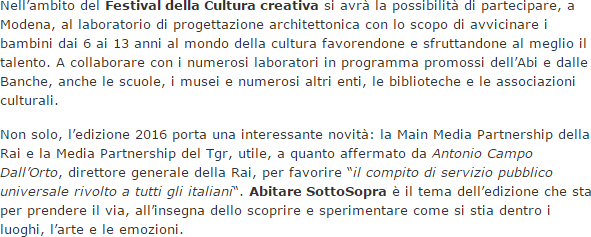 Nell'ambito del Festival della Cultura creativa si avrà la possibilità di partecipare, a
Modena, al laboratorio di progettazione architettonica con lo scopo di avvicinare i
bambini dai 6 ai 13 anni al mondo della cultura favorendone e sfruttandone al meglio il
talento. A collaborare con i numerosi laboratori in programma promossi dell'Abi e dalle
Banche, anche le scuole, i musei e numerosi altri enti, le biblioteche e le associazioni
culturali.
Non solo, l'edizione 2016 porta una interessante novità: la Main Media Partnership della
Rai e la Media Partnership del Tgr, utile, a quanto affermato da Antonio Campo
Dall'Orto, direttore generale della Rai, per favorire "il compito di servizio pubblico
universale rivolto a tutti gli italiani". Abitare SottoSopra è il tema dell'edizione che sta
per prendere il via, all'insegna dello scoprire e sperimentare come si stia dentro i
luoghi, l'arte e le emozioni.